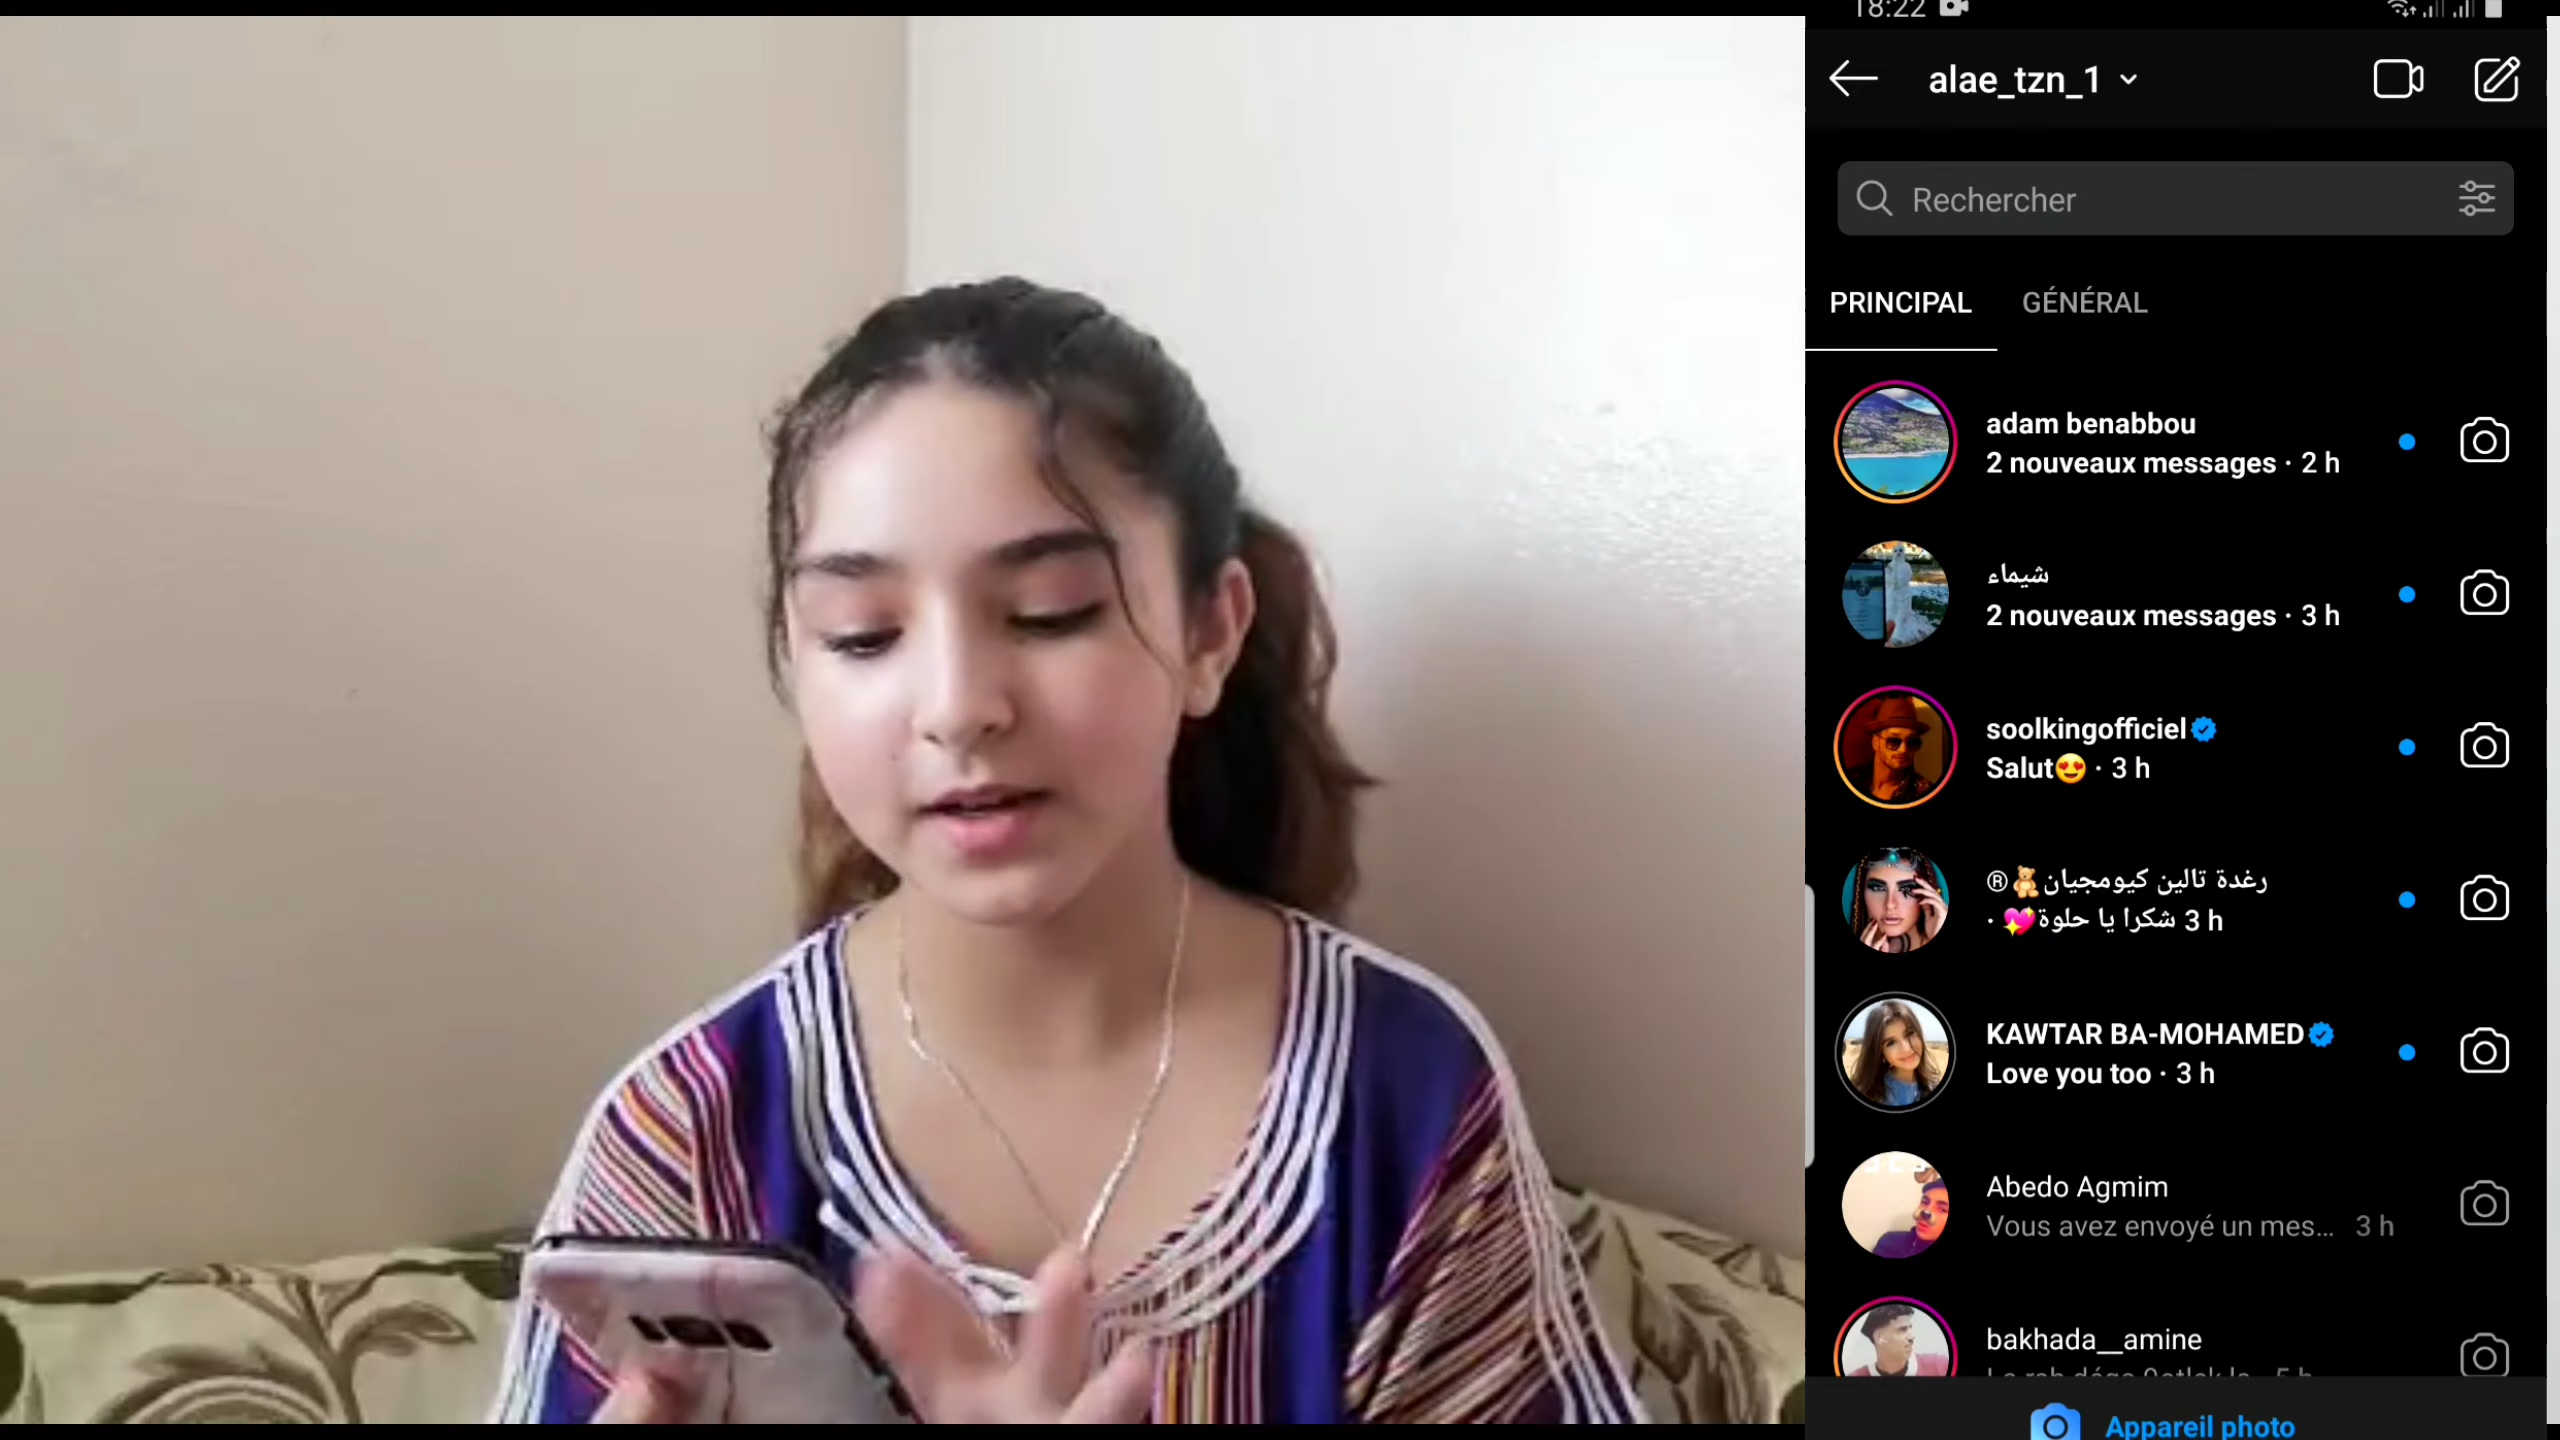 18:22
alae_tzn_1
Rechercher
PRINCIPAL GÉNÉRAL
adam benabbou
2 nouveaux messages · 2 h
شيماء
2 nouveaux messages · 3 h
soolkingofficiel
Salut😍 · 3 h
رغدة تالين كيومجيان🧸®
شكرا يا حلوة💖 · 3 h
KAWTAR BA-MOHAMED
Love you too · 3 h
Abedo Agmim
Vous avez envoyé un mes... 3 h
bakhada__amine
Appareil photo